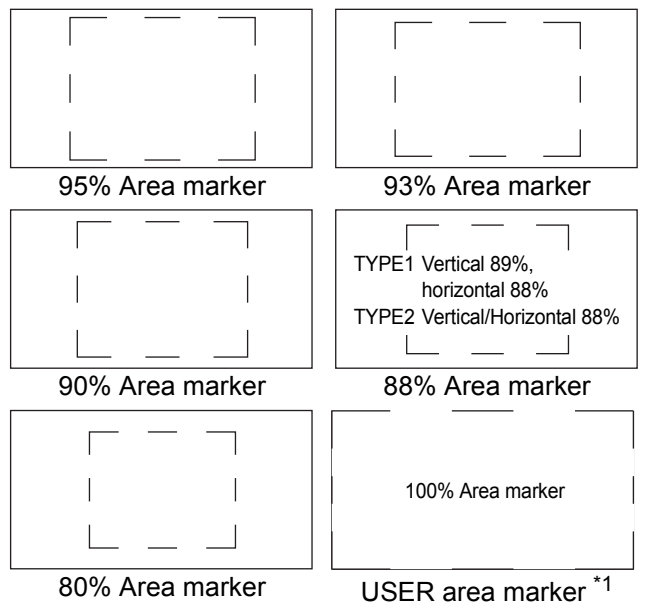 95% Area marker
93% Area marker
TYPE1 Vertical 89%,
horizontal 88%
TYPE2 Vertical/Horizontal 88%
90% Area marker
88% Area marker
100% Area marker
80% Area marker
USER area marker *1